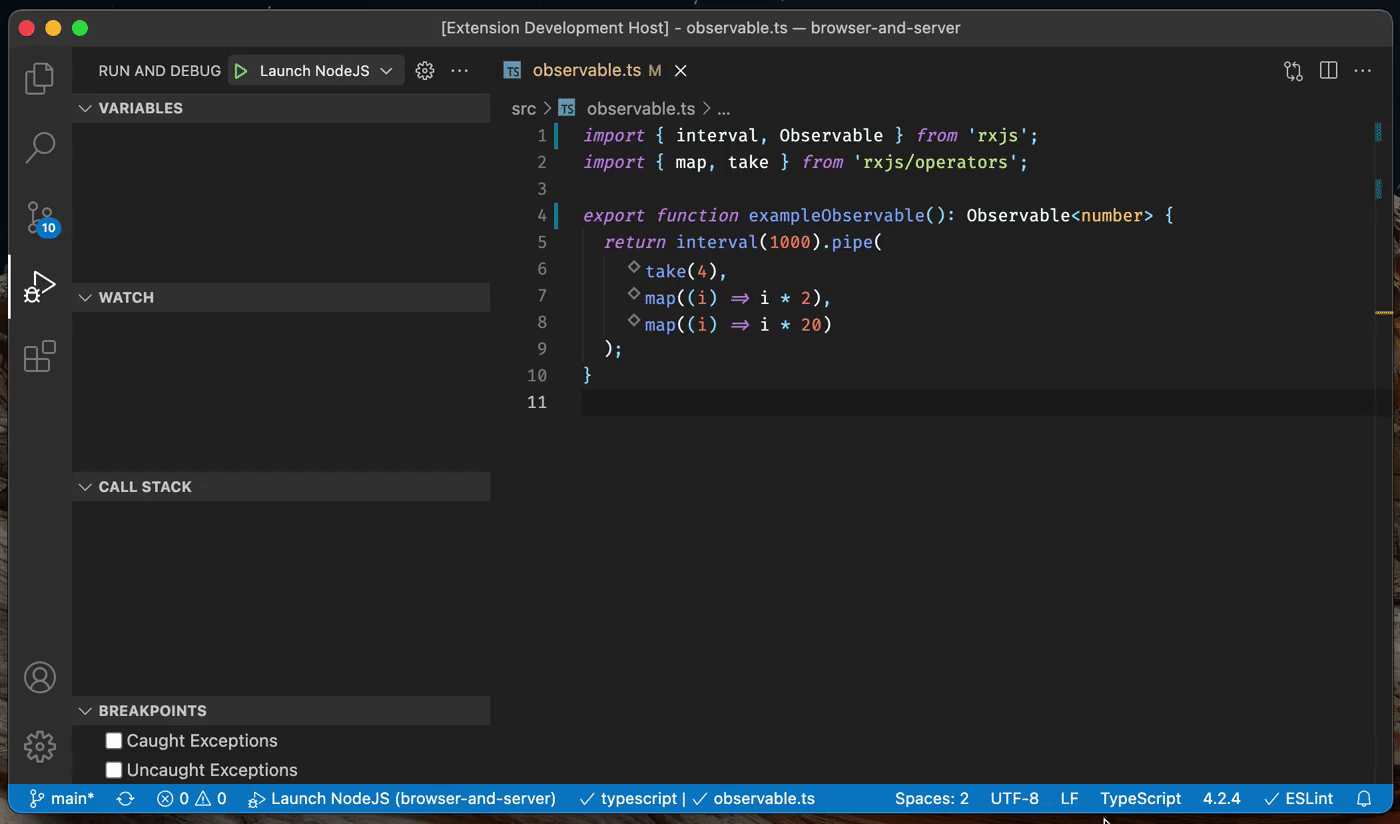 [Extension Development Host] - observable.ts — browser-and-server
RUN AND DEBUG Launch NodeJS ...
TS observable.ts M
VARIABLES
src > TS observable.ts > ...
1 import { interval, Observable } from 'rxjs';
2 import { map, take } from 'rxjs/operators';
3
4 export function exampleObservable(): Observable<number> {
5 return interval(1000).pipe(
6 take(4),
7 map((i) => i * 2),
8 map((i) => i * 20)
9 );
10 }
11
10
WATCH
CALL STACK
BREAKPOINTS
Caught Exceptions
Uncaught Exceptions
main* 0 0 Launch NodeJS (browser-and-server) typescript | observable.ts Spaces: 2 UTF-8 LF TypeScript 4.2.4 ESLint